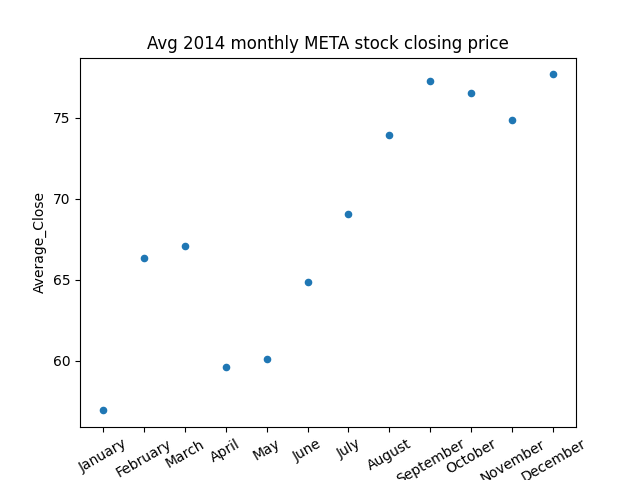 Avg 2014 monthly META stock closing price
Average_Close
75
70
65
60
January
February
March
April
May
June
July
August
September
October
November
December